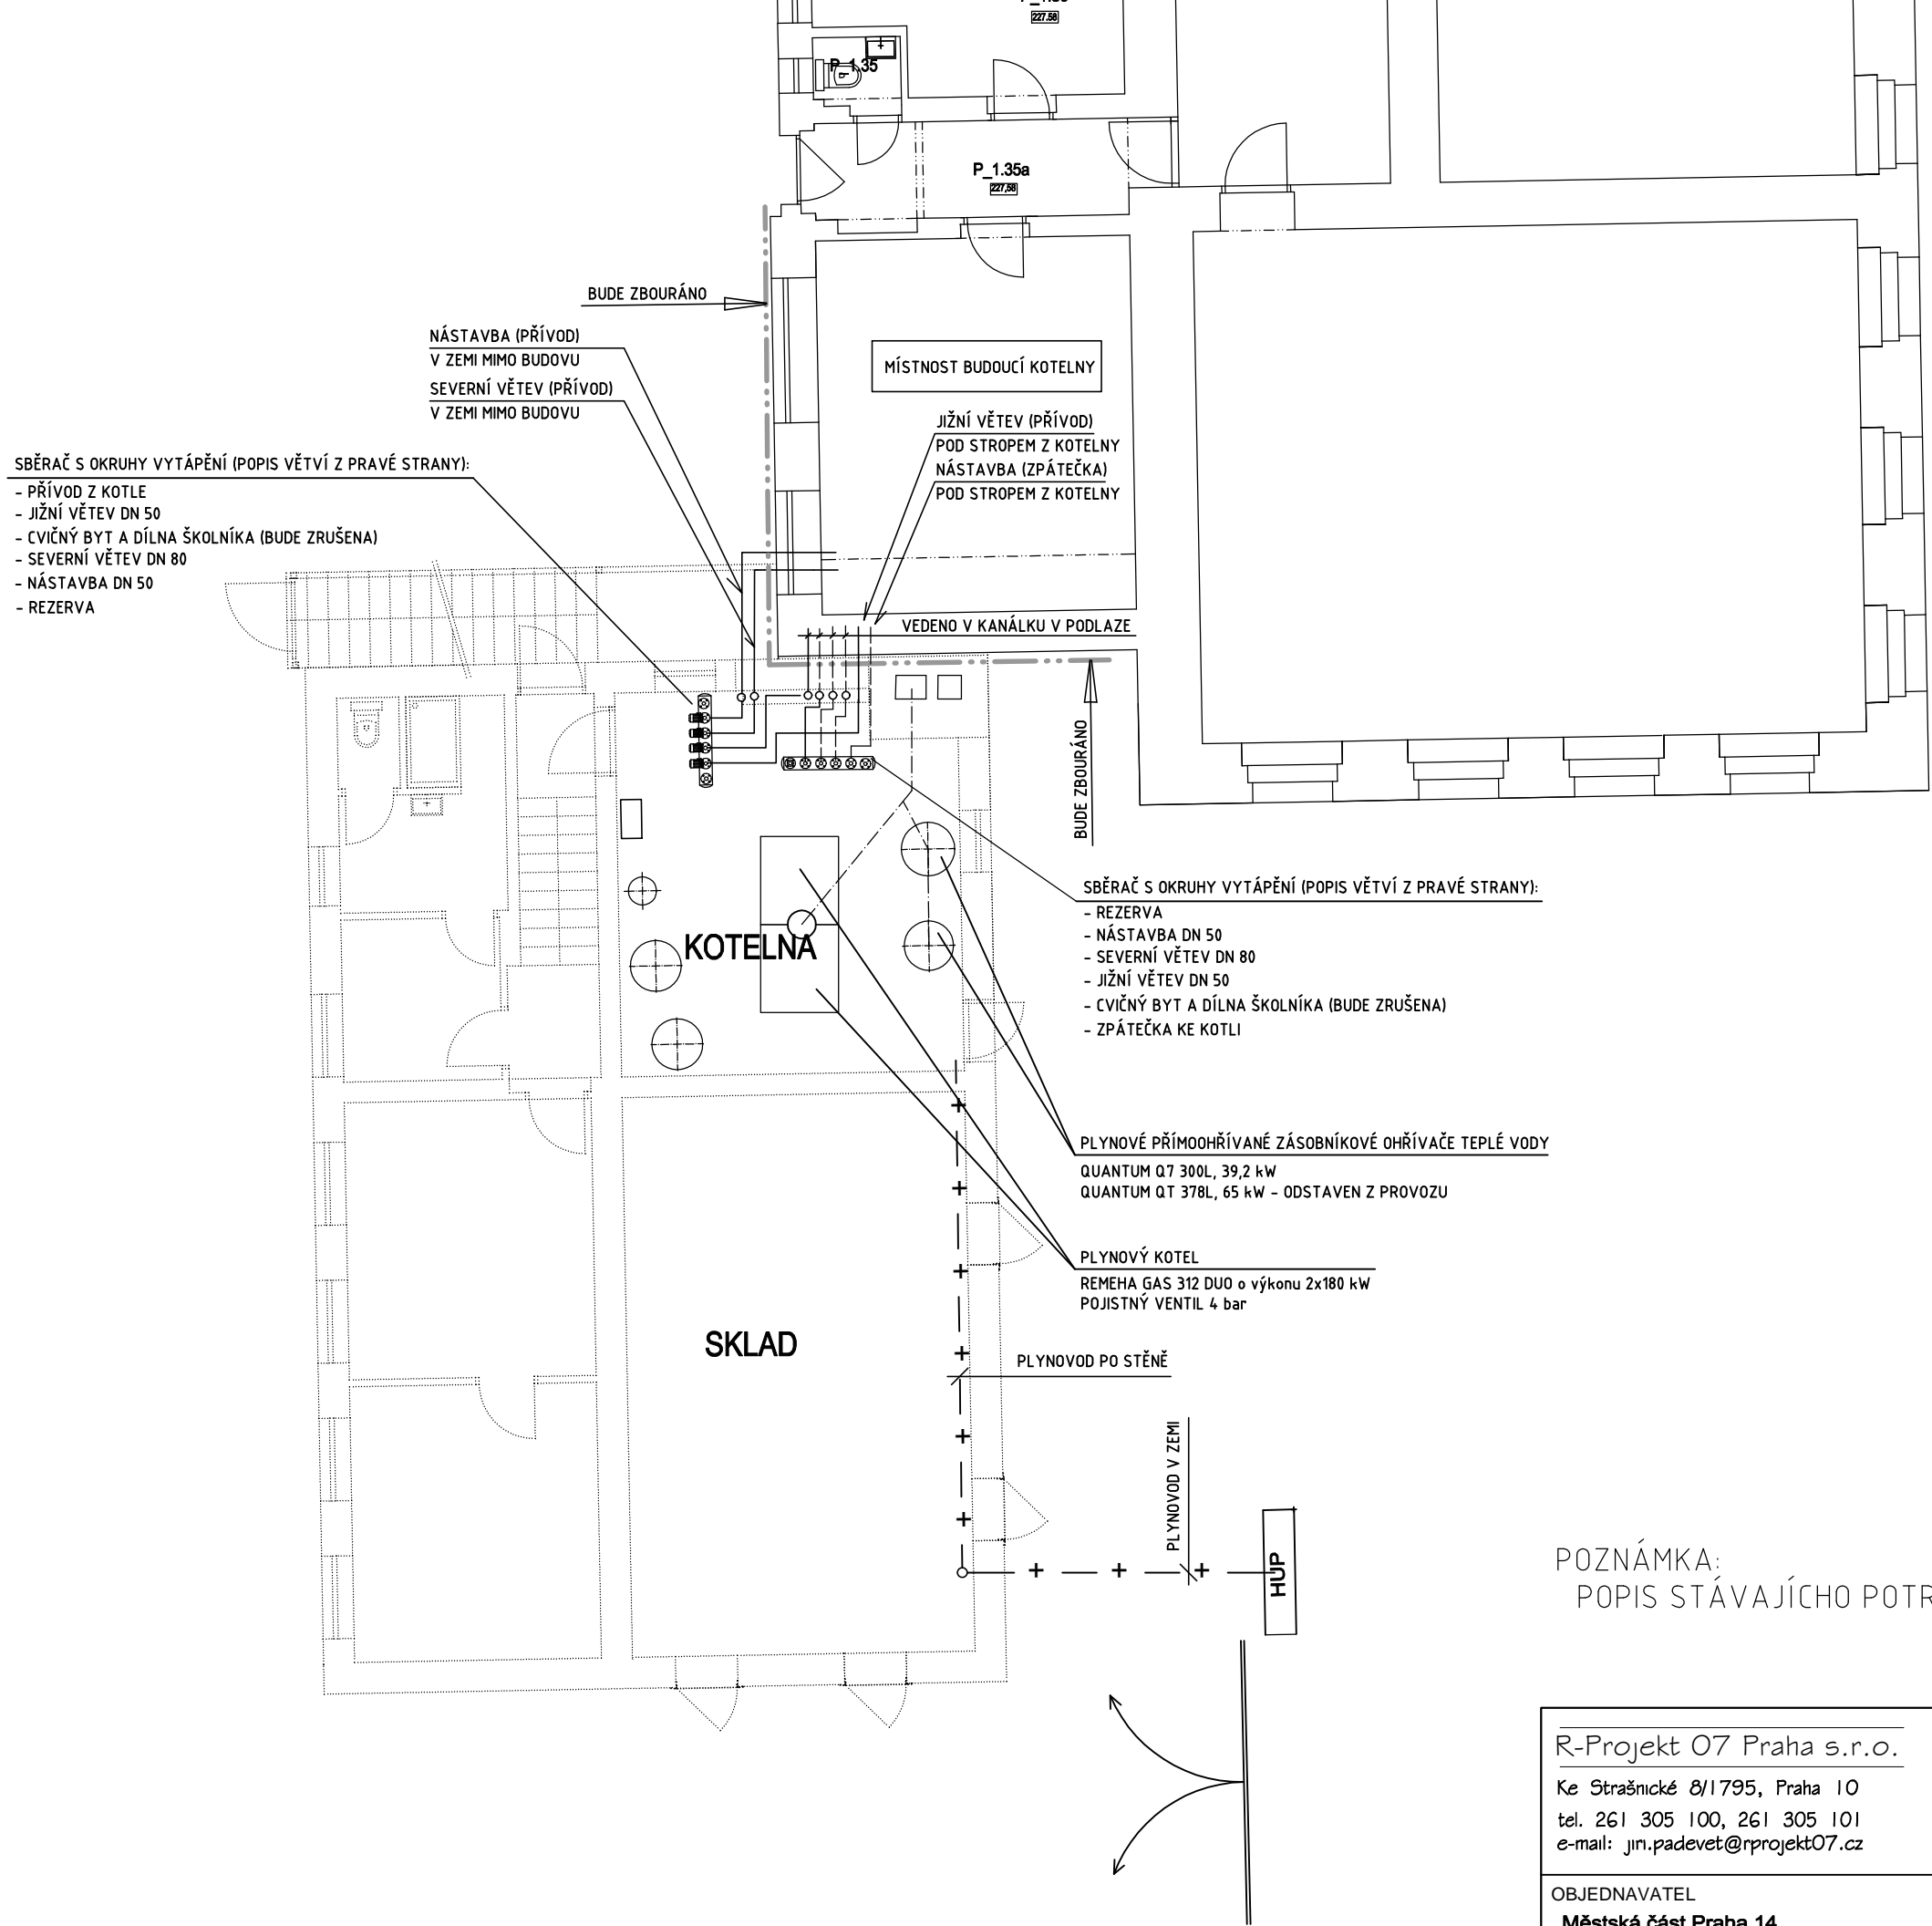 227.58
P_1.35
P_1.35a
227,58
BUDE ZBOURÁNO
NÁSTAVBA (PŘÍVOD)
V ZEMI MIMO BUDOVU
SEVERNÍ VĚTEV (PŘÍVOD)
V ZEMI MIMO BUDOVU
MÍSTNOST BUDOUCÍ KOTELNY
JIŽNÍ VĚTEV (PŘÍVOD)
POD STROPEM Z KOTELNY
NÁSTAVBA (ZPÁTEČKA)
POD STROPEM Z KOTELNY
SBĚRAČ S OKRUHY VYTÁPĚNÍ (POPIS VĚTVÍ Z PRAVÉ STRANY):
- PŘÍVOD Z KOTLE
- JIŽNÍ VĚTEV DN 50
- CVIČNÝ BYT A DÍLNA ŠKOLNÍKA (BUDE ZRUŠENA)
- SEVERNÍ VĚTEV DN 80
- NÁSTAVBA DN 50
- REZERVA
VEDENO V KANÁLKU V PODLAZE
BUDE ZBOURÁNO
SBĚRAČ S OKRUHY VYTÁPĚNÍ (POPIS VĚTVÍ Z PRAVÉ STRANY):
- REZERVA
- NÁSTAVBA DN 50
- SEVERNÍ VĚTEV DN 80
- JIŽNÍ VĚTEV DN 50
- CVIČNÝ BYT A DÍLNA ŠKOLNÍKA (BUDE ZRUŠENA)
- ZPÁTEČKA KE KOTLI
KOTELNA
PLYNOVÉ PŘÍMOOHŘÍVANÉ ZÁSOBNÍKOVÉ OHŘÍVAČE TEPLÉ VODY
QUANTUM Q7 300L, 39,2 kW
QUANTUM QT 378L, 65 kW - ODSTAVEN Z PROVOZU
PLYNOVÝ KOTEL
REMEHA GAS 312 DUO o výkonu 2x180 kW
POJISTNÝ VENTIL 4 bar
SKLAD
PLYNOVOD PO STĚNĚ
PLYNOVOD V ZEMI
HUP
POZNÁMKA:
POPIS STÁVAJÍCÍHO POTR
R-Projekt 07 Praha s.r.o.
Ke Strašnické 8/1795, Praha 10
tel. 261 305 100, 261 305 101
e-mail: jiri.padevet@rprojekt07.cz
OBJEDNAVATEL
Městská část Praha 14